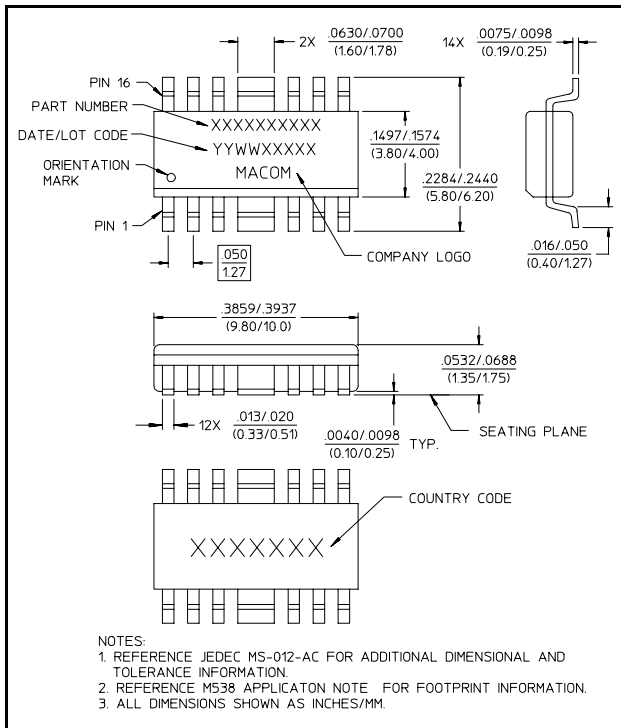 2X .0630/.0700
(1.60/1.78)
14X .0075/.0098
(0.19/0.25)
PIN 16
PART NUMBER
XXXXXXXXXX
DATE/LOT CODE
YYWWXXXXX
ORIENTATION
MARK
MACOM
.1497/.1574
(3.80/4.00)
.2284/.2440
(5.80/6.20)
PIN 1
COMPANY LOGO
.016/.050
(0.40/1.27)
.050
1.27
.3859/.3937
(9.80/10.0)
.0532/.0688
(1.35/1.75)
12X .013/.020
(0.33/0.51)
.0040/.0098 TYP.
(0.10/0.25)
SEATING PLANE
COUNTRY CODE
XXXXXXX
NOTES:
1. REFERENCE JEDEC MS-012-AC FOR ADDITIONAL DIMENSIONAL AND
TOLERANCE INFORMATION.
2. REFERENCE M538 APPLICATON NOTE FOR FOOTPRINT INFORMATION.
3. ALL DIMENSIONS SHOWN AS INCHES/MM.